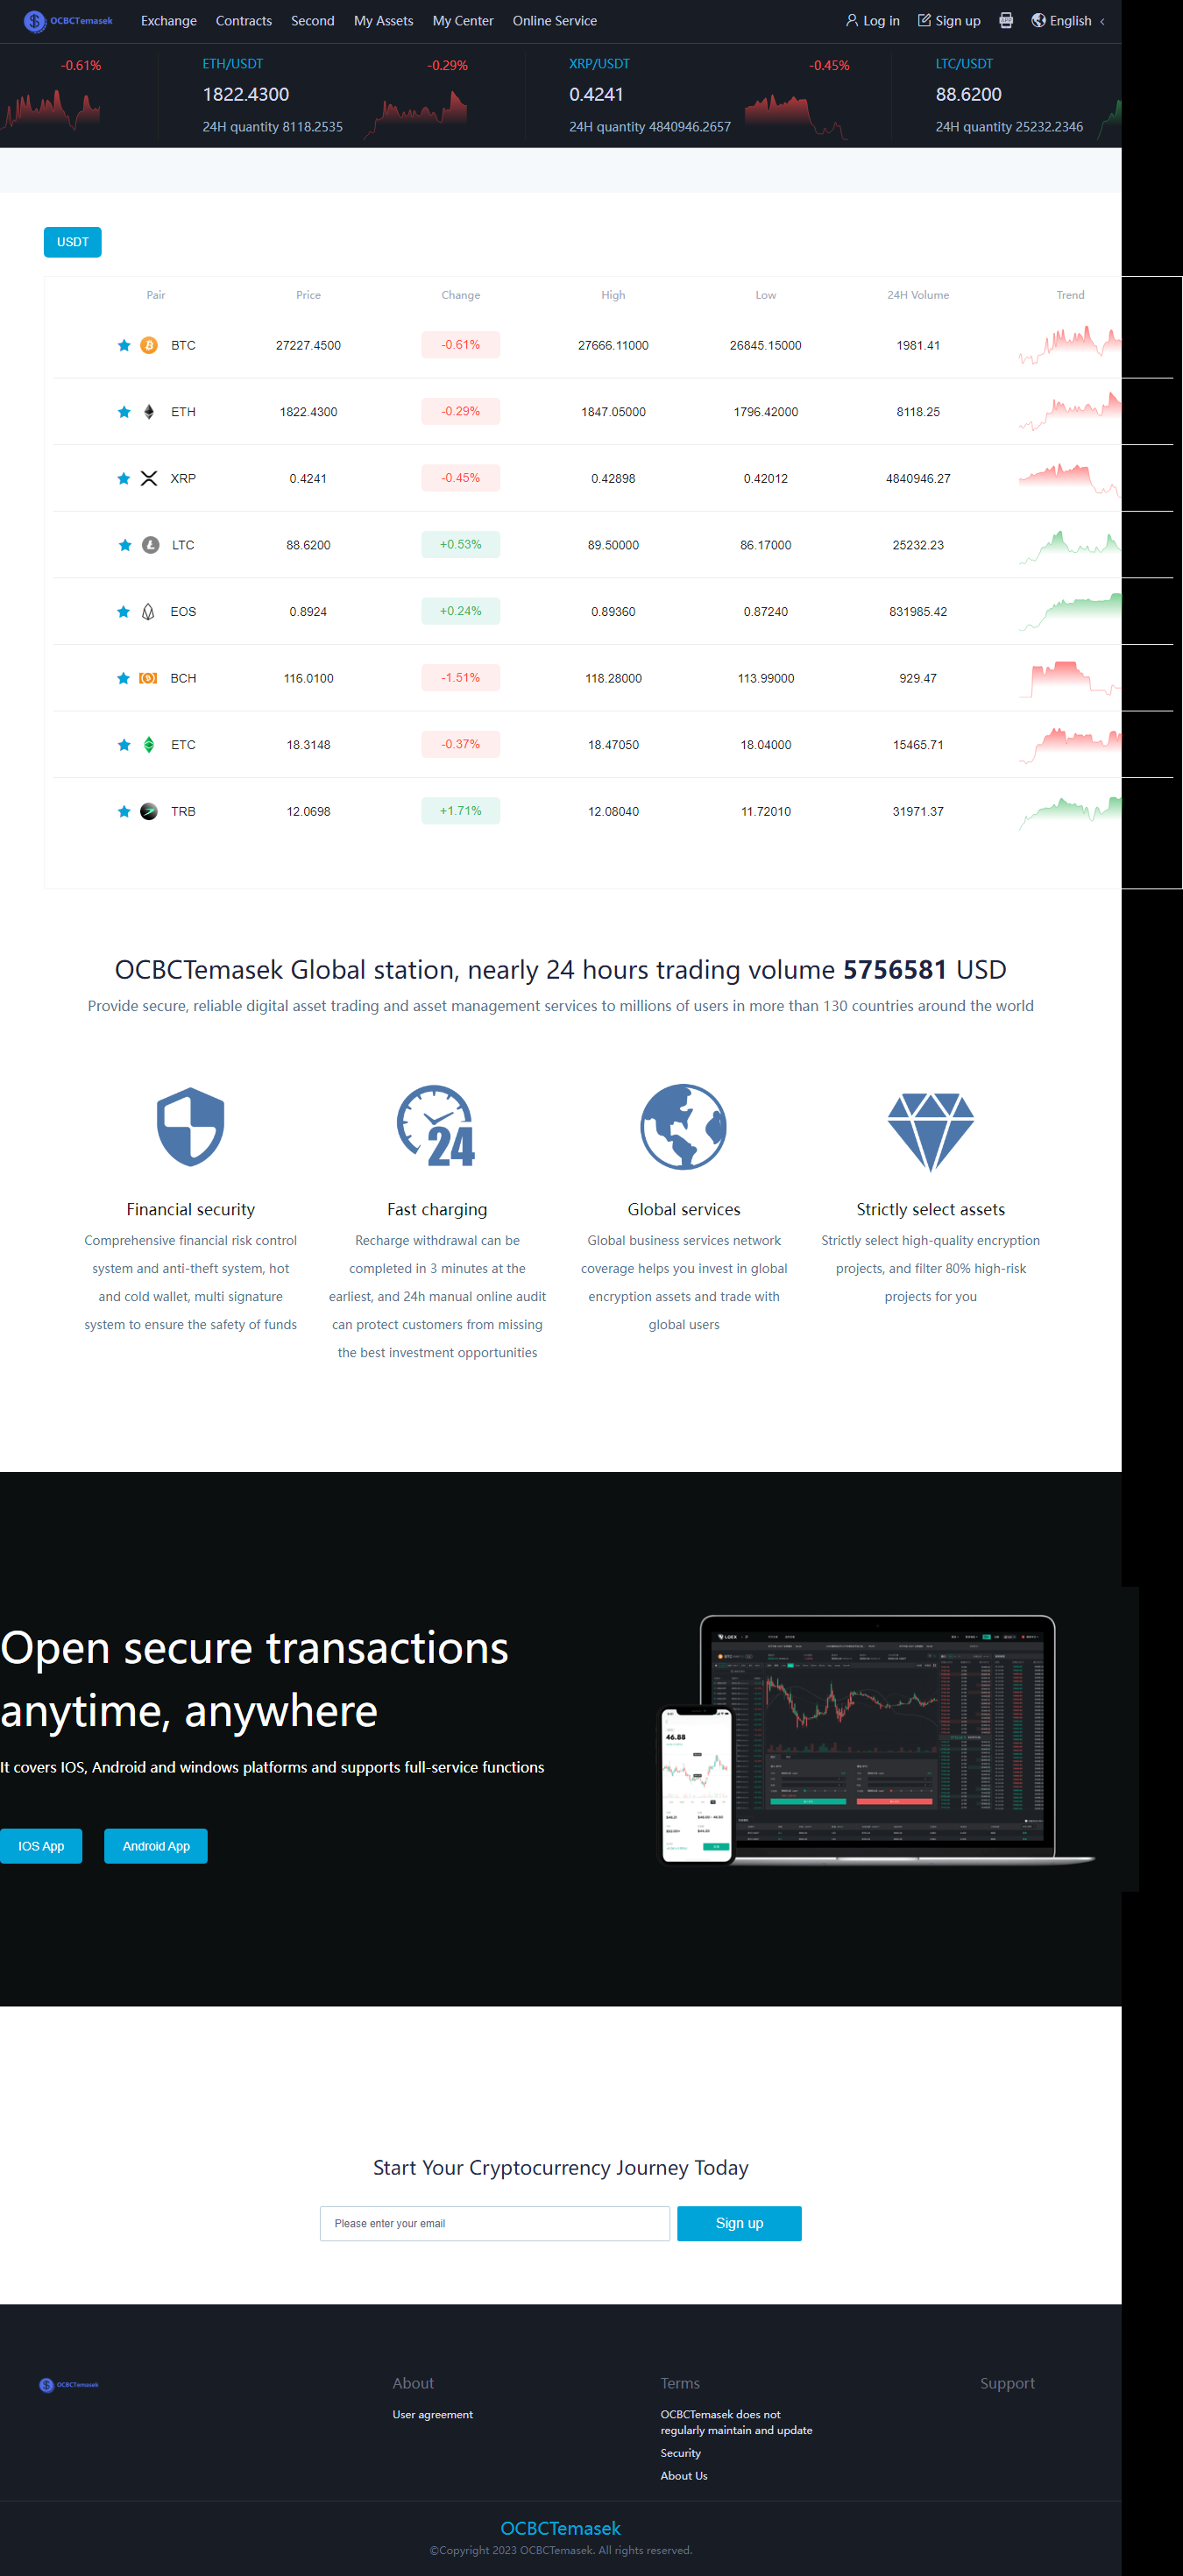 OCBCTemasek Exchange Contracts Second My Assets My Center Online Service Log in Sign up English
-0.61% ETH/USDT -0.29% XRP/USDT -0.45% LTC/USDT
1822.4300 0.4241 88.6200
24H quantity 8118.2535 24H quantity 4840946.2657 24H quantity 25232.2346
USDT
Pair Price Change High Low 24H Volume Trend
BTC 27227.4500 -0.61% 27666.11000 26845.15000 1981.41
ETH 1822.4300 -0.29% 1847.05000 1796.42000 8118.25
XRP 0.4241 -0.45% 0.42898 0.42012 4840946.27
LTC 88.6200 +0.53% 89.50000 86.17000 25232.23
EOS 0.8924 +0.24% 0.89360 0.87240 831985.42
BCH 116.0100 -1.51% 118.28000 113.99000 929.47
ETC 18.3148 -0.37% 18.47050 18.04000 15465.71
TRB 12.0698 +1.71% 12.08040 11.72010 31971.37
OCBCTemasek Global station, nearly 24 hours trading volume 5756581 USD
Provide secure, reliable digital asset trading and asset management services to millions of users in more than 130 countries around the world
24
Financial security
Comprehensive financial risk control
system and anti-theft system, hot
and cold wallet, multi signature
system to ensure the safety of funds
Fast charging
Recharge withdrawal can be
completed in 3 minutes at the
earliest, and 24h manual online audit
can protect customers from missing
the best investment opportunities
Global services
Global business services network
coverage helps you invest in global
encryption assets and trade with
global users
Strictly select assets
Strictly select high-quality encryption
projects, and filter 80% high-risk
projects for you
Open secure transactions
anytime, anywhere
It covers IOS, Android and windows platforms and supports full-service functions
IOS App Android App
46.88
Start Your Cryptocurrency Journey Today
Please enter your email Sign up
OCBCTemasek
About
User agreement
Terms
OCBCTemasek does not
regularly maintain and update
Security
About Us
Support
OCBCTemasek
©Copyright 2023 OCBCTemasek. All rights reserved.